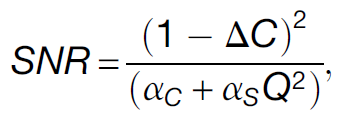 SNR = (1 − ΔC)² / (α_C + α_S Q²),